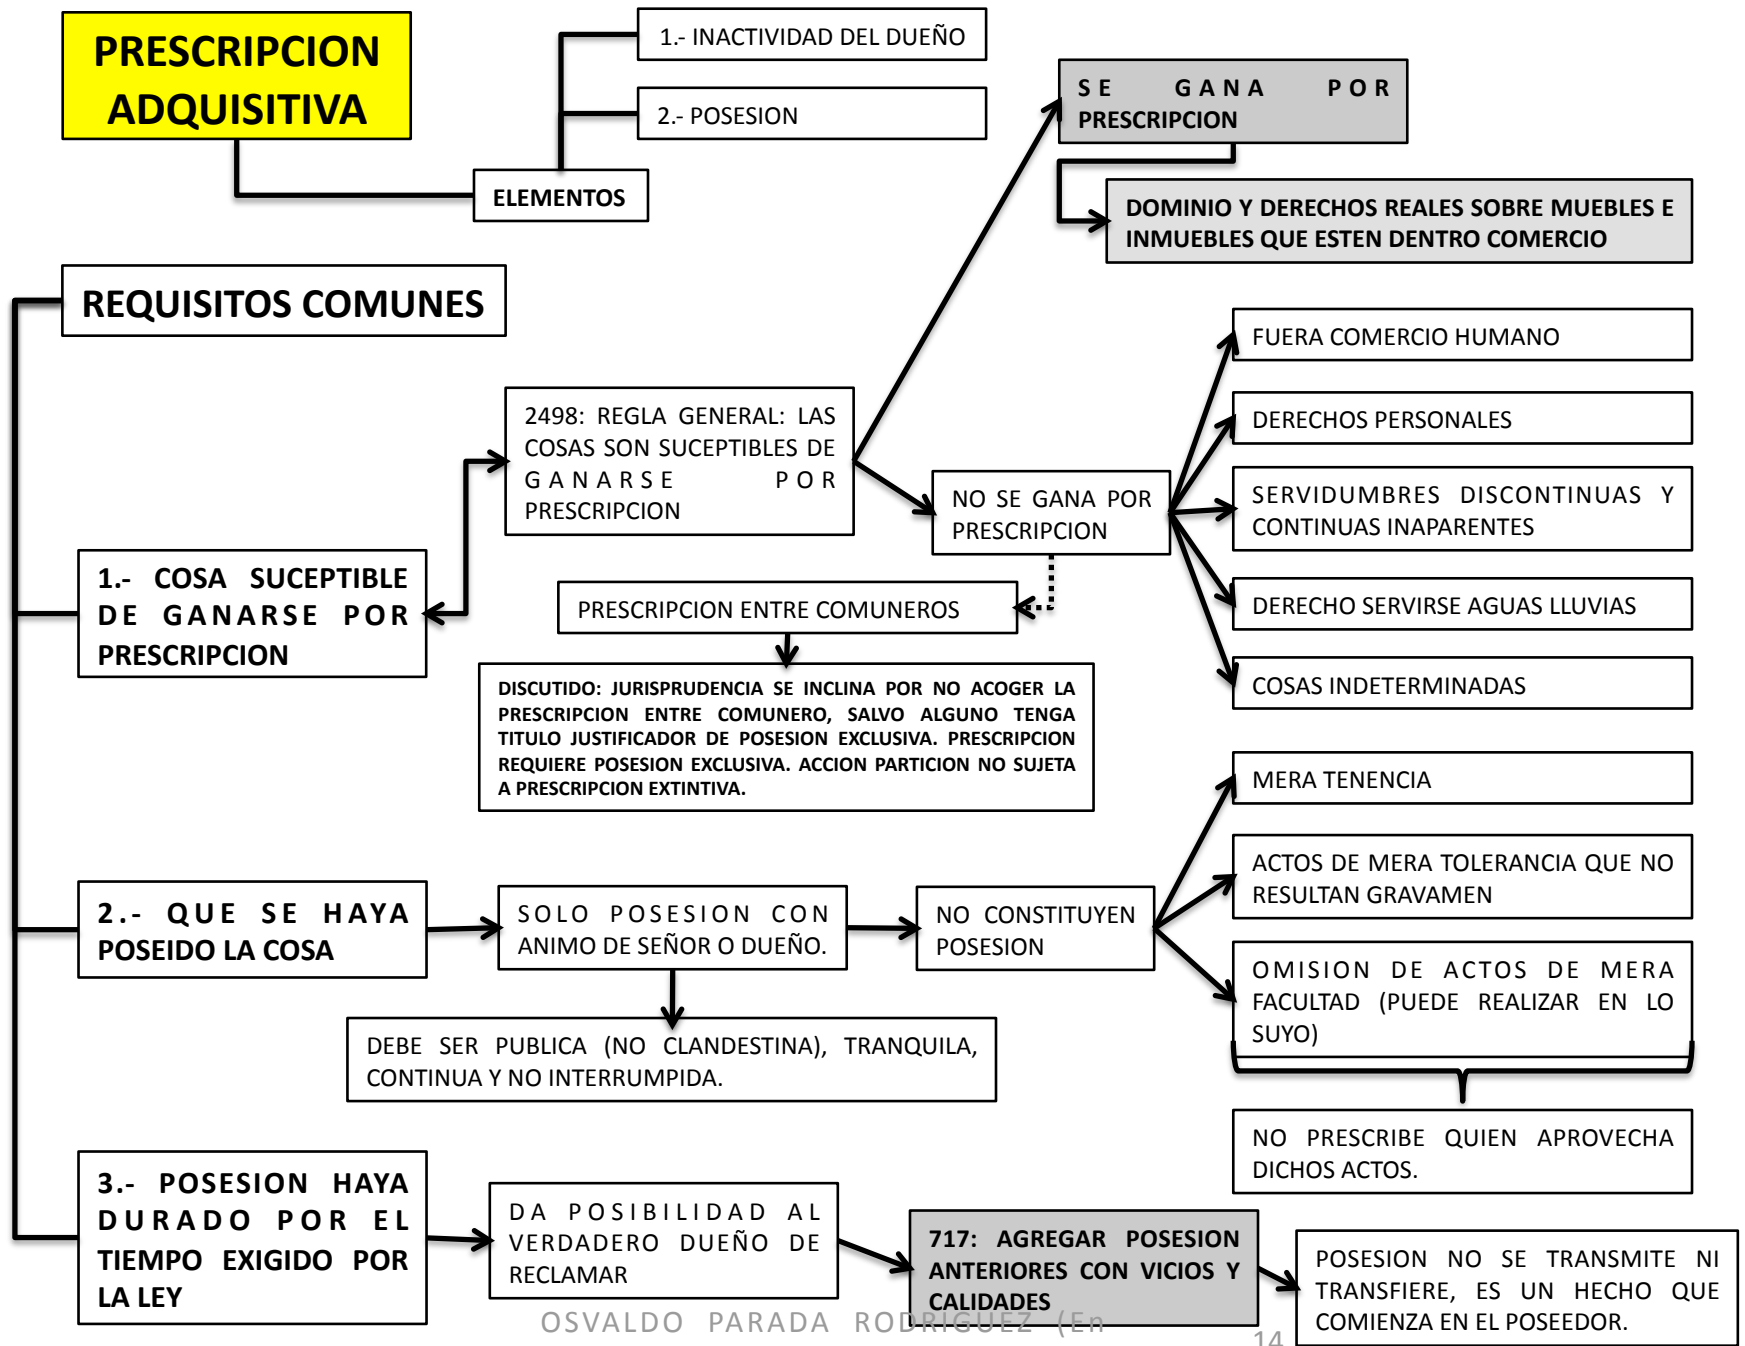 PRESCRIPCION
ADQUISITIVA
1.- INACTIVIDAD DEL DUEÑO
2.- POSESION
ELEMENTOS
SE GANA POR
PRESCRIPCION
DOMINIO Y DERECHOS REALES SOBRE MUEBLES E
INMUEBLES QUE ESTEN DENTRO COMERCIO
REQUISITOS COMUNES
1.- COSA SUCEPTIBLE
DE GANARSE POR
PRESCRIPCION
2498: REGLA GENERAL: LAS
COSAS SON SUCEPTIBLES DE
GANARSE POR
PRESCRIPCION
NO SE GANA POR
PRESCRIPCION
FUERA COMERCIO HUMANO
DERECHOS PERSONALES
SERVIDUMBRES DISCONTINUAS Y
CONTINUAS INAPARENTES
DERECHO SERVIRSE AGUAS LLUVIAS
COSAS INDETERMINADAS
PRESCRIPCION ENTRE COMUNEROS
DISCUTIDO: JURISPRUDENCIA SE INCLINA POR NO ACOGER LA
PRESCRIPCION ENTRE COMUNERO, SALVO ALGUNO TENGA
TITULO JUSTIFICADOR DE POSESION EXCLUSIVA. PRESCRIPCION
REQUIERE POSESION EXCLUSIVA. ACCION PARTICION NO SUJETA
A PRESCRIPCION EXTINTIVA.
2.- QUE SE HAYA
POSEIDO LA COSA
SOLO POSESION CON
ANIMO DE SEÑOR O DUEÑO.
NO CONSTITUYEN
POSESION
MERA TENENCIA
ACTOS DE MERA TOLERANCIA QUE NO
RESULTAN GRAVAMEN
OMISION DE ACTOS DE MERA
FACULTAD (PUEDE REALIZAR EN LO
SUYO)
DEBE SER PUBLICA (NO CLANDESTINA), TRANQUILA,
CONTINUA Y NO INTERRUMPIDA.
NO PRESCRIBE QUIEN APROVECHA
DICHOS ACTOS.
3.- POSESION HAYA
DURADO POR EL
TIEMPO EXIGIDO POR
LA LEY
DA POSIBILIDAD AL
VERDADERO DUEÑO DE
RECLAMAR
717: AGREGAR POSESION
ANTERIORES CON VICIOS Y
CALIDADES
POSESION NO SE TRANSMITE NI
TRANSFIERE, ES UN HECHO QUE
COMIENZA EN EL POSEEDOR.
OSVALDO PARADA RODRIGUEZ (En
14